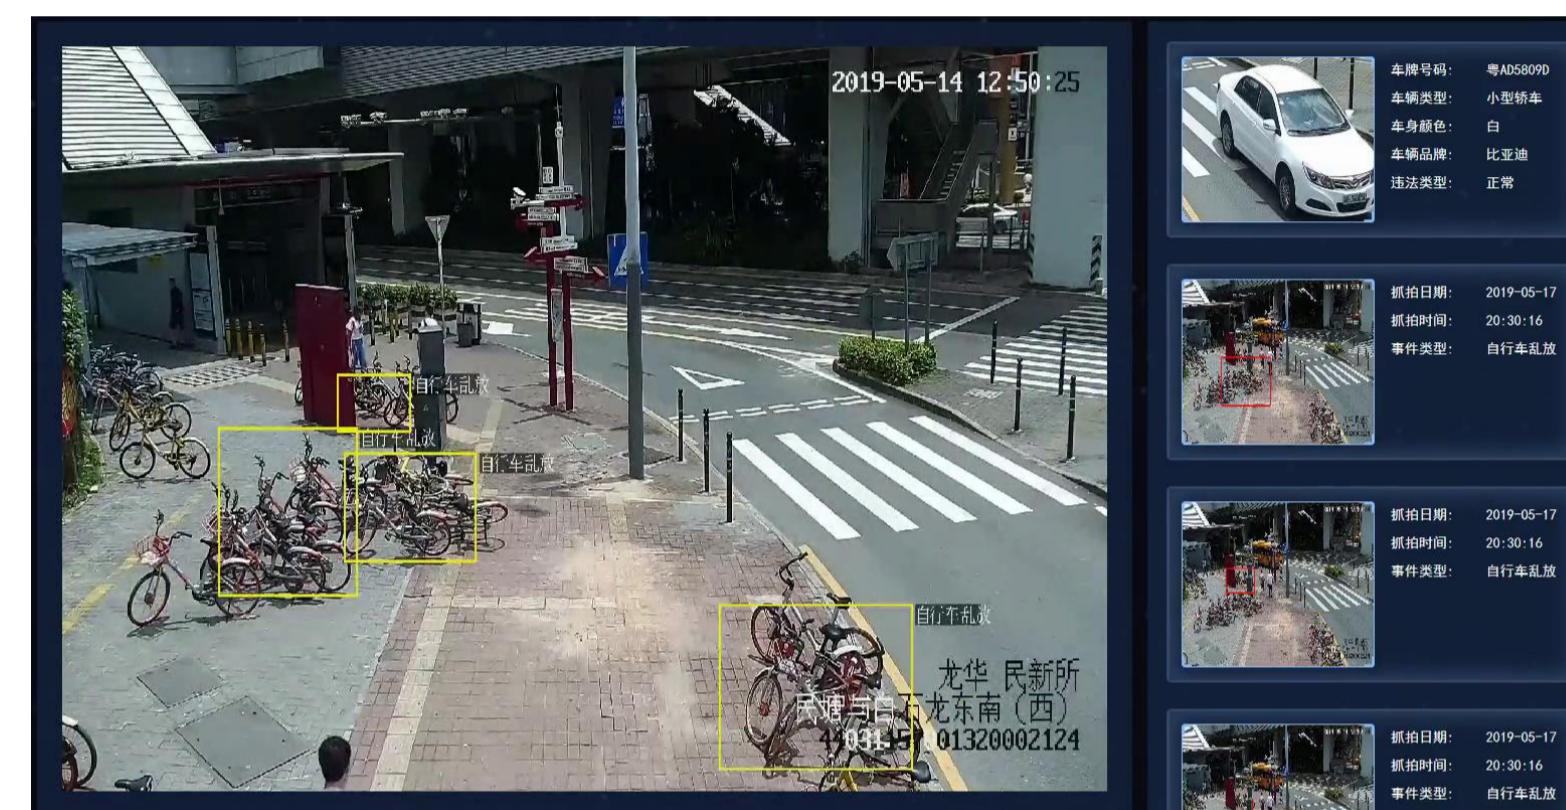 2019-05-14 12:50:25
自行车乱放
自行车乱放
自行车乱放
自行车乱放
龙华 民新所
龙东南（西）
01320002124
车牌号码： 粤AD5809D
车辆类型： 小型轿车
车身颜色： 白
车辆品牌： 比亚迪
违法类型： 正常
抓拍日期： 2019-05-17
抓拍时间： 20:30:16
事件类型： 自行车乱放
抓拍日期： 2019-05-17
抓拍时间： 20:30:16
事件类型： 自行车乱放
抓拍日期： 2019-05-17
抓拍时间： 20:30:16
事件类型： 自行车乱放